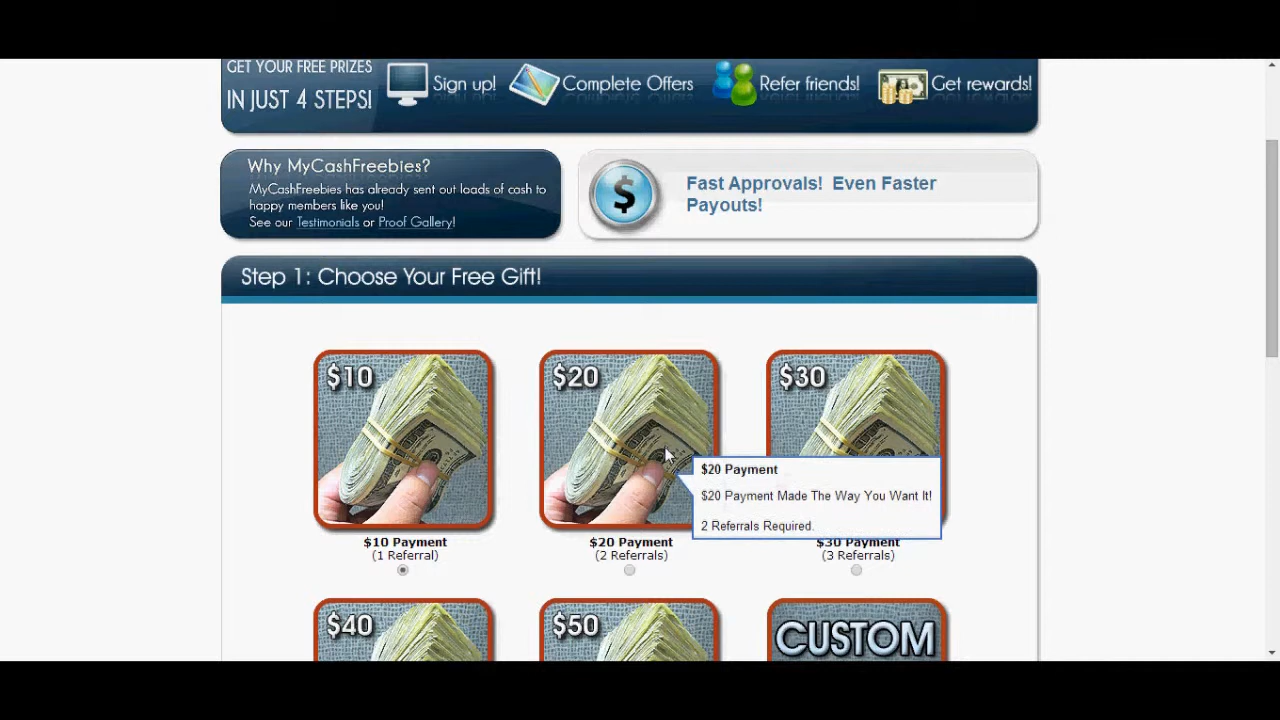 GET YOUR FREE PRIZES
IN JUST 4 STEPS!
Sign up!
Complete Offers
Refer friends!
Get rewards!
Why MyCashFreebies?
MyCashFreebies has already sent out loads of cash to
happy members like you!
See our Testimonials or Proof Gallery!
$
Fast Approvals! Even Faster
Payouts!
Step 1: Choose Your Free Gift!
$10
$20
$30
$20 Payment
$20 Payment Made The Way You Want It!
2 Referrals Required.
$10 Payment
(1 Referral)
$20 Payment
(2 Referrals)
$30 Payment
(3 Referrals)
$40
$50
CUSTOM